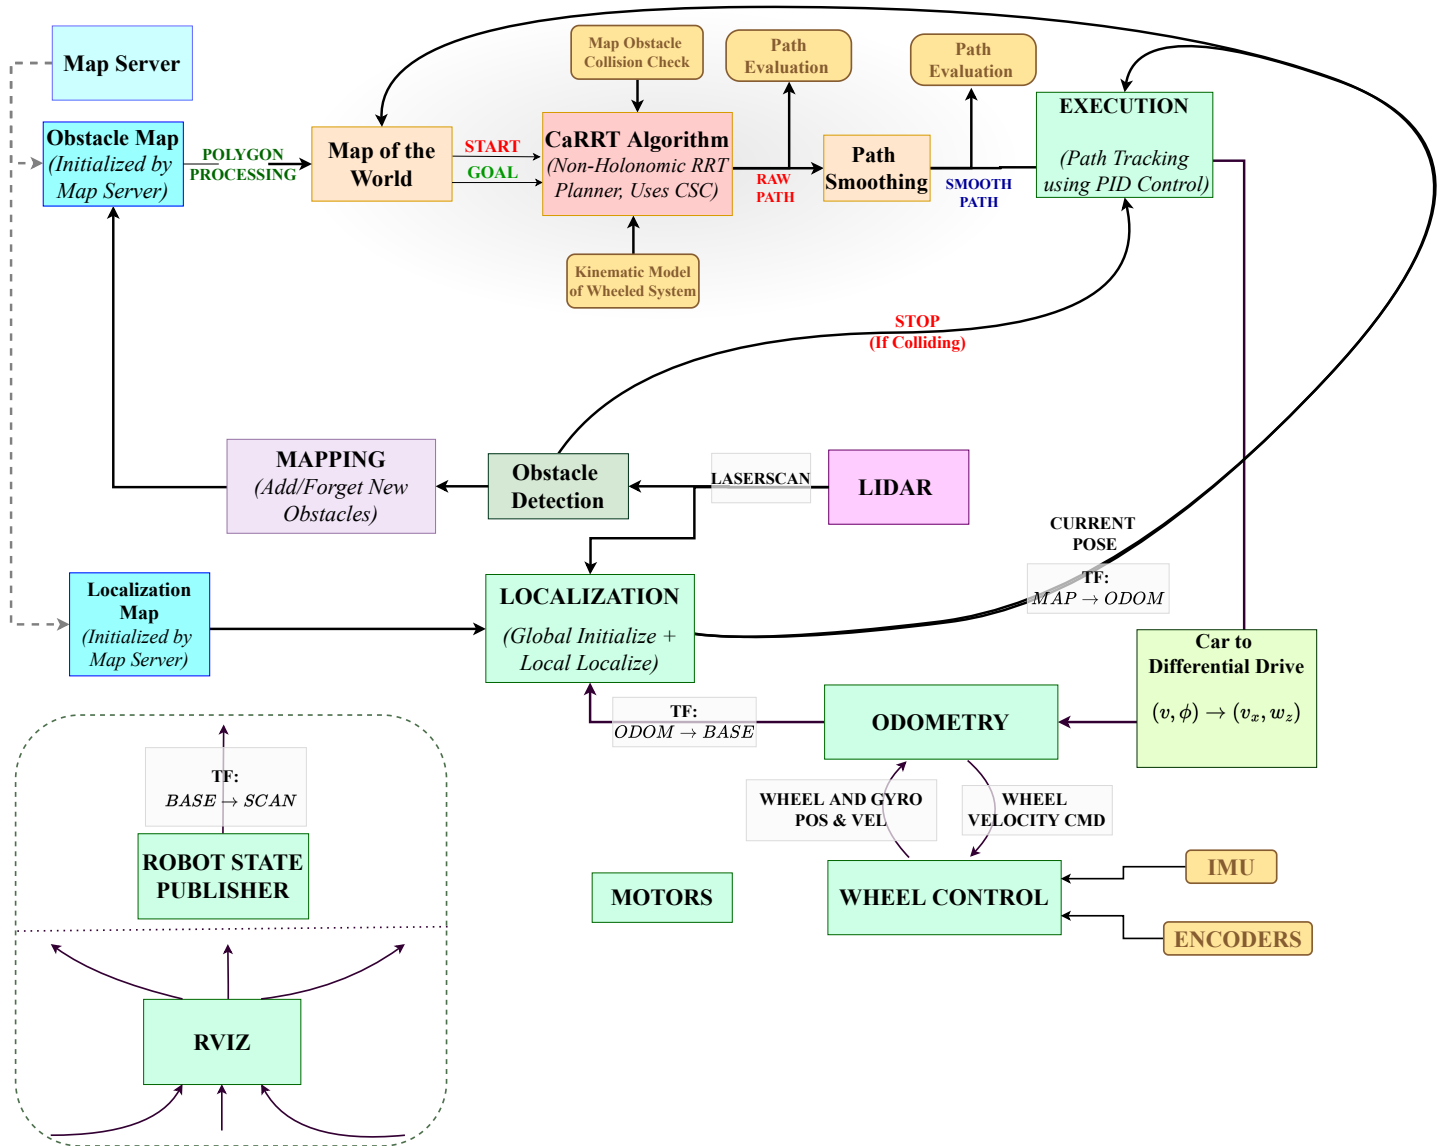 Map Server
Obstacle Map
(Initialized by
Map Server)
POLYGON
PROCESSING
Map of the
World
START
GOAL
Map Obstacle
Collision Check
CaRRT Algorithm
(Non-Holonomic RRT
Planner, Uses CSC)
Kinematic Model
of Wheeled System
Path
Evaluation
RAW
PATH
Path
Smoothing
Path
Evaluation
SMOOTH
PATH
EXECUTION
(Path Tracking
using PID Control)
STOP
(If Colliding)
MAPPING
(Add/Forget New
Obstacles)
Obstacle
Detection
LASERSCAN
LIDAR
CURRENT
POSE
TF:
MAP → ODOM
Localization
Map
(Initialized by
Map Server)
LOCALIZATION
(Global Initialize +
Local Localize)
Car to
Differential Drive
(v, ϕ) → (vₓ, w_z)
TF:
ODOM → BASE
ODOMETRY
WHEEL AND GYRO
POS & VEL
WHEEL
VELOCITY CMD
TF:
BASE → SCAN
ROBOT STATE
PUBLISHER
MOTORS
WHEEL CONTROL
IMU
ENCODERS
RVIZ